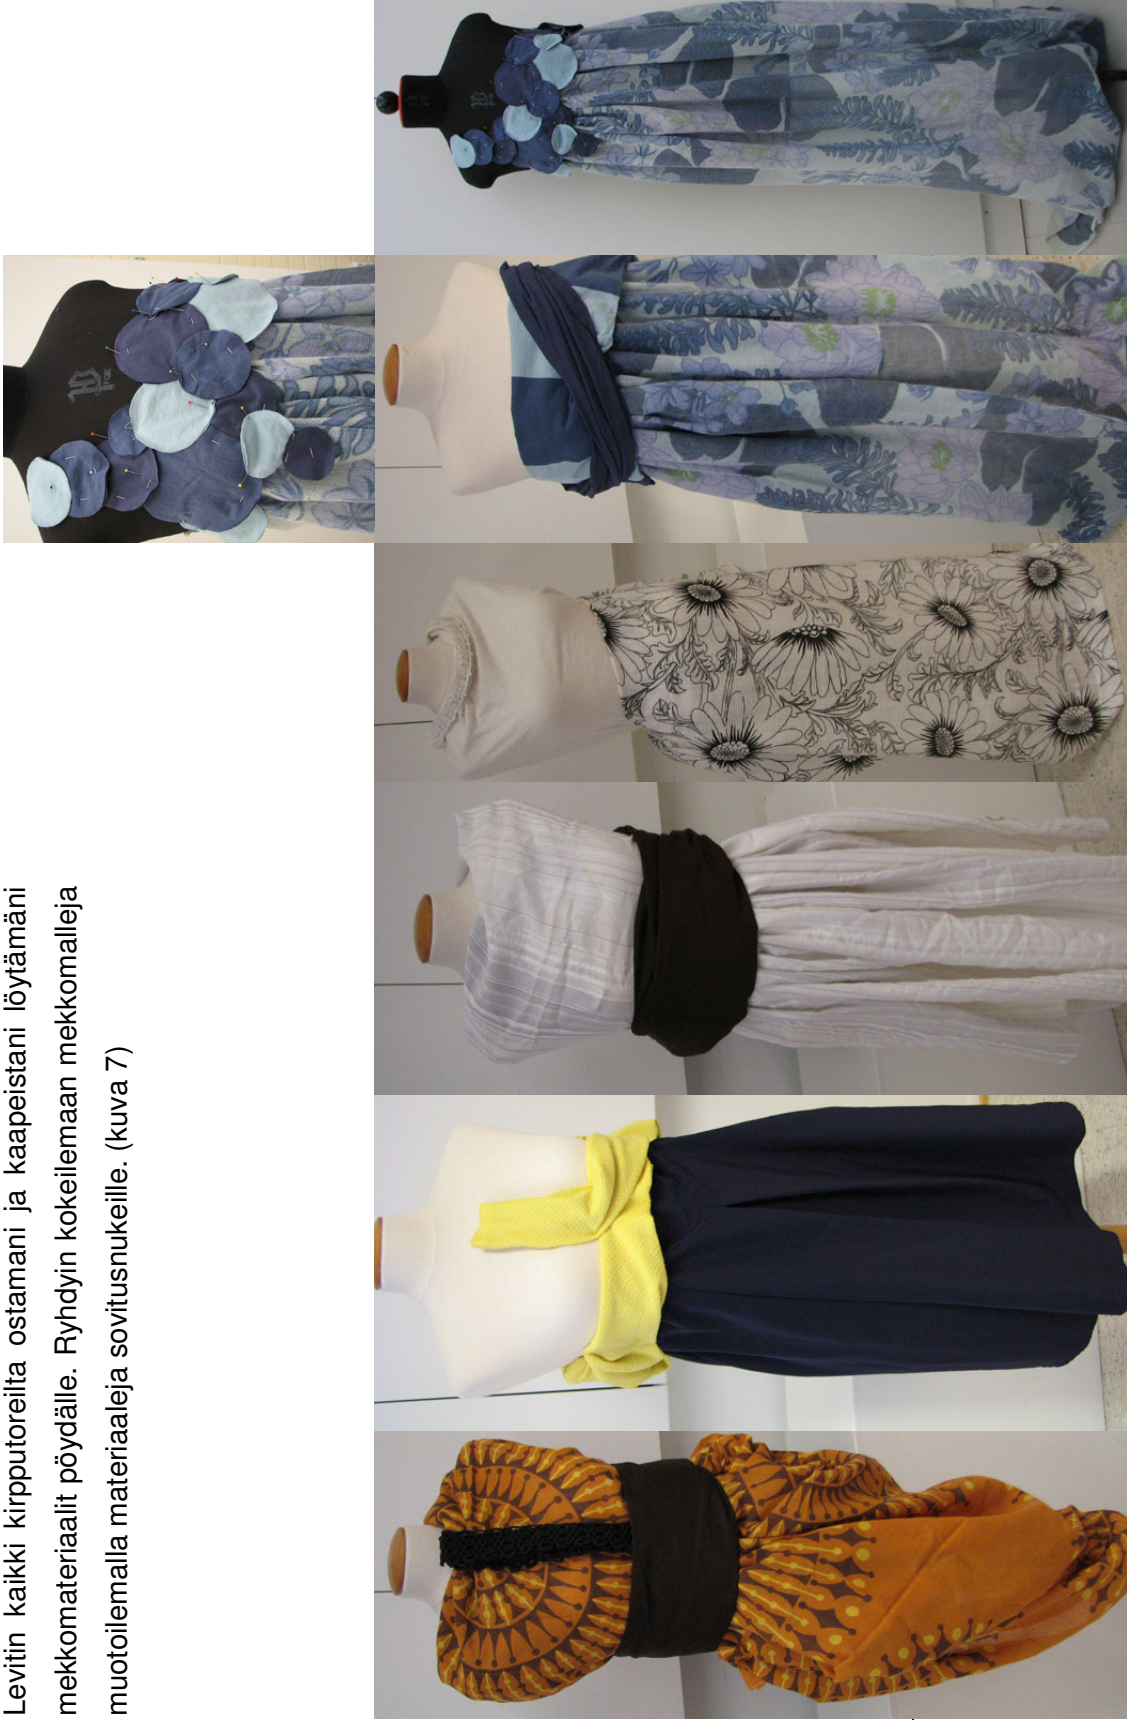 Levitin kaikki kirpputoreilta ostamani ja kaapeistani löytämäni
mekkomateriaalit pöydälle. Ryhdyin kokeilemaan mekkomalleja
muotoilemalla materiaaleja sovitusnukeille. (kuva 7)